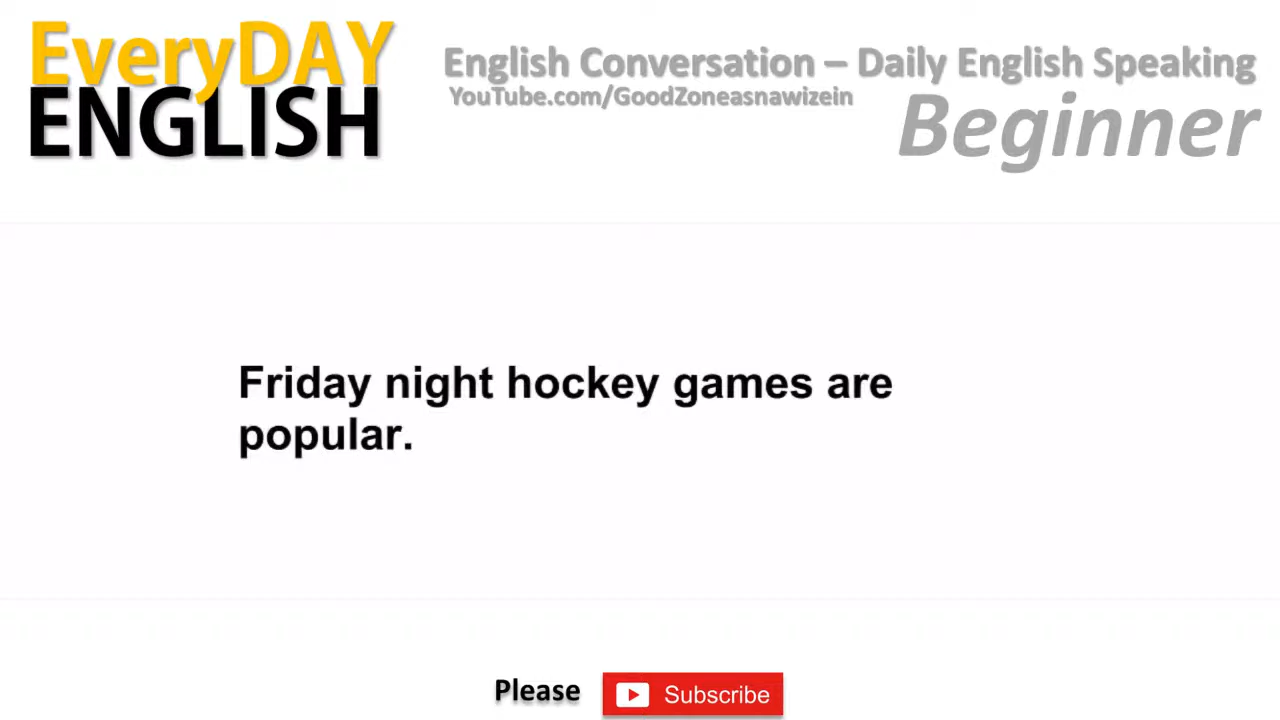 EveryDAY
ENGLISH
English Conversation – Daily English Speaking
YouTube.com/GoodZoneasnawizein
Beginner
Friday night hockey games are
popular.
Please
Subscribe